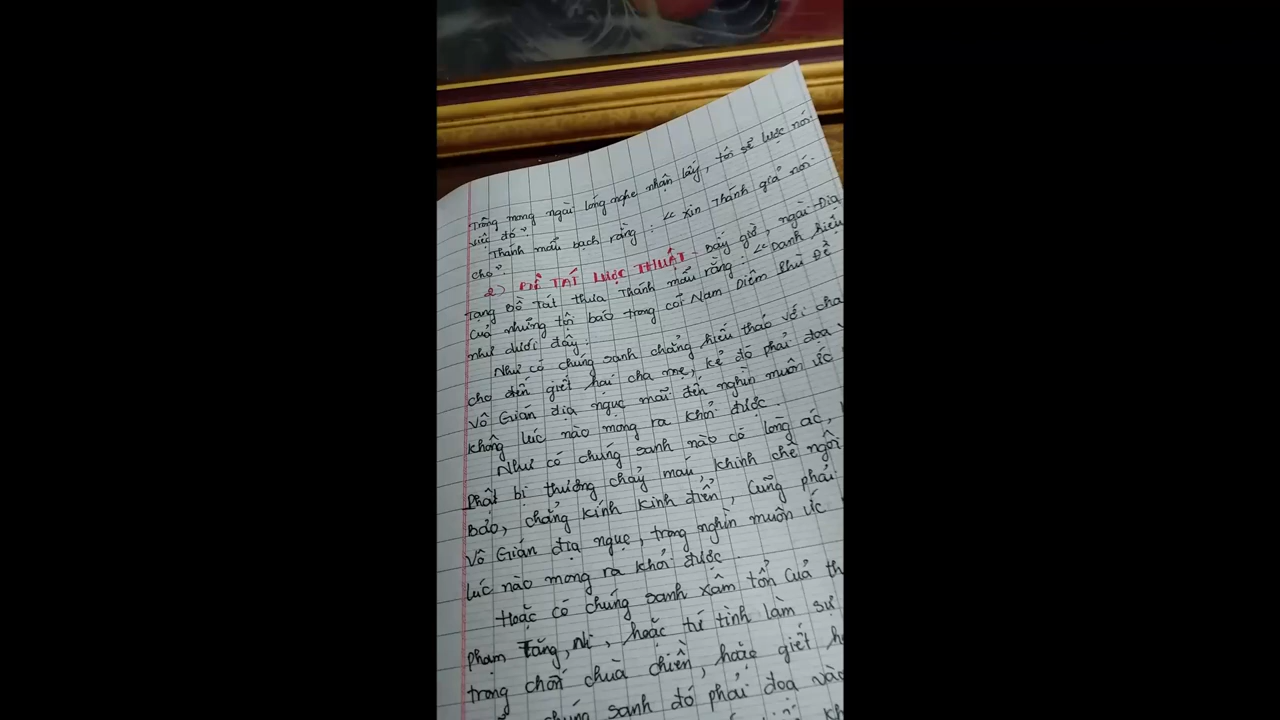 Trông mong ngài lóng nghe nhận lấy, tôi sẽ lược nói
việc đó".
Thánh mẫu bạch rằng: « Xin Thánh giả nói
cho".
2) BỒ TÁT LƯỢC THUẬT. Bấy giờ, ngài Địa
Tạng Bồ Tát thưa Thánh mẫu rằng: « Danh hiệu
của những tội báo trong cõi Nam Diêm Phù Đề
như dưới đây:
Như có chúng sanh chẳng hiếu thảo với cha
cho đến giết hại cha mẹ, kẻ đó phải đọa
Vô Gián địa ngục mãi đến nghìn muôn ức
không lúc nào mong ra khỏi được.
Như có chúng sanh nào có lòng ác,
Phật bị thương chảy máu, khinh chê ngôi
Bảo, chẳng kính kinh điển, cũng phải
Vô Gián địa ngục, trong nghìn muôn ức
lúc nào mong ra khỏi được.
Hoặc có chúng sanh xâm tổn của
phạm Tăng, Ni, hoặc tư tình làm sự
trong chốn chùa chiền, hoặc giết
sanh đó phải đọa vào